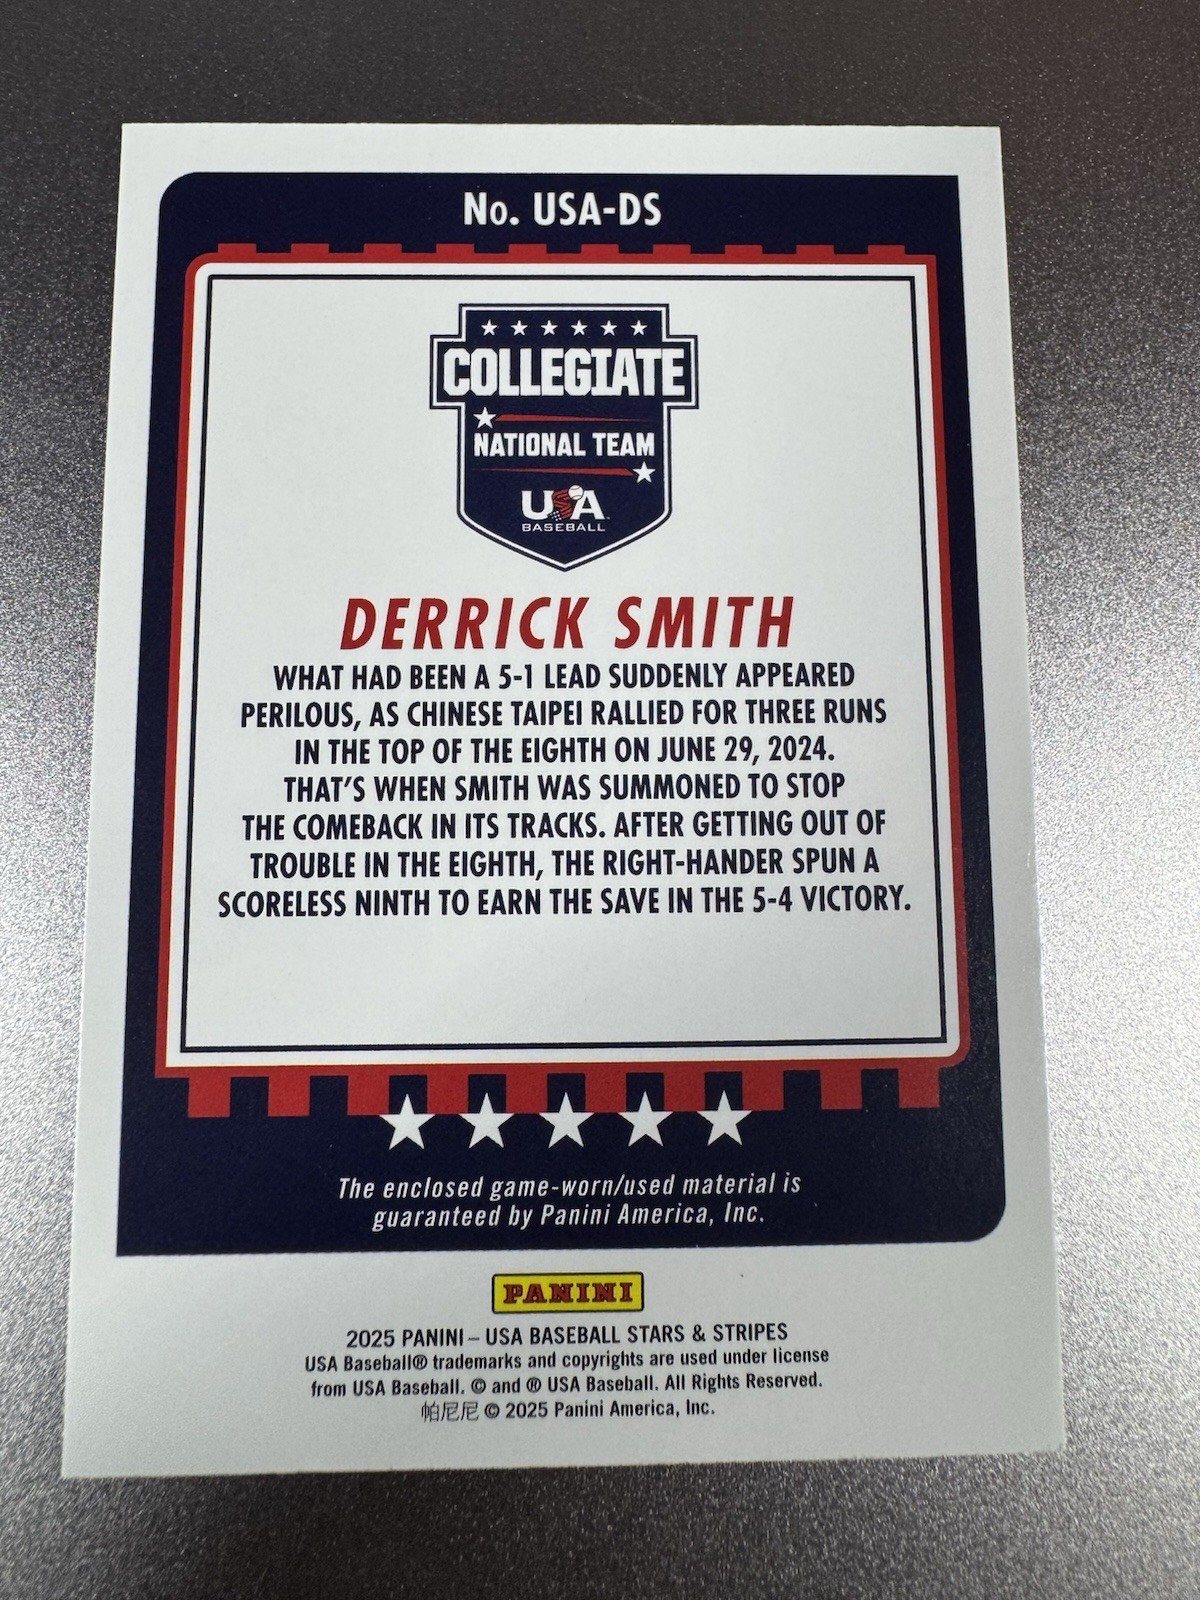 No. USA-DS
COLLEGIATE
NATIONAL TEAM
USA
BASEBALL
DERRICK SMITH
WHAT HAD BEEN A 5-1 LEAD SUDDENLY APPEARED
PERILOUS, AS CHINESE TAIPEI RALLIED FOR THREE RUNS
IN THE TOP OF THE EIGHTH ON JUNE 29, 2024.
THAT'S WHEN SMITH WAS SUMMONED TO STOP
THE COMEBACK IN ITS TRACKS. AFTER GETTING OUT OF
TROUBLE IN THE EIGHTH, THE RIGHT-HANDER SPUN A
SCORELESS NINTH TO EARN THE SAVE IN THE 5-4 VICTORY.
The enclosed game-worn/used material is
guaranteed by Panini America, Inc.
PANINI
2025 PANINI – USA BASEBALL STARS & STRIPES
USA Baseball® trademarks and copyrights are used under license
from USA Baseball. © and ® USA Baseball. All Rights Reserved.
帕尼尼 © 2025 Panini America, Inc.